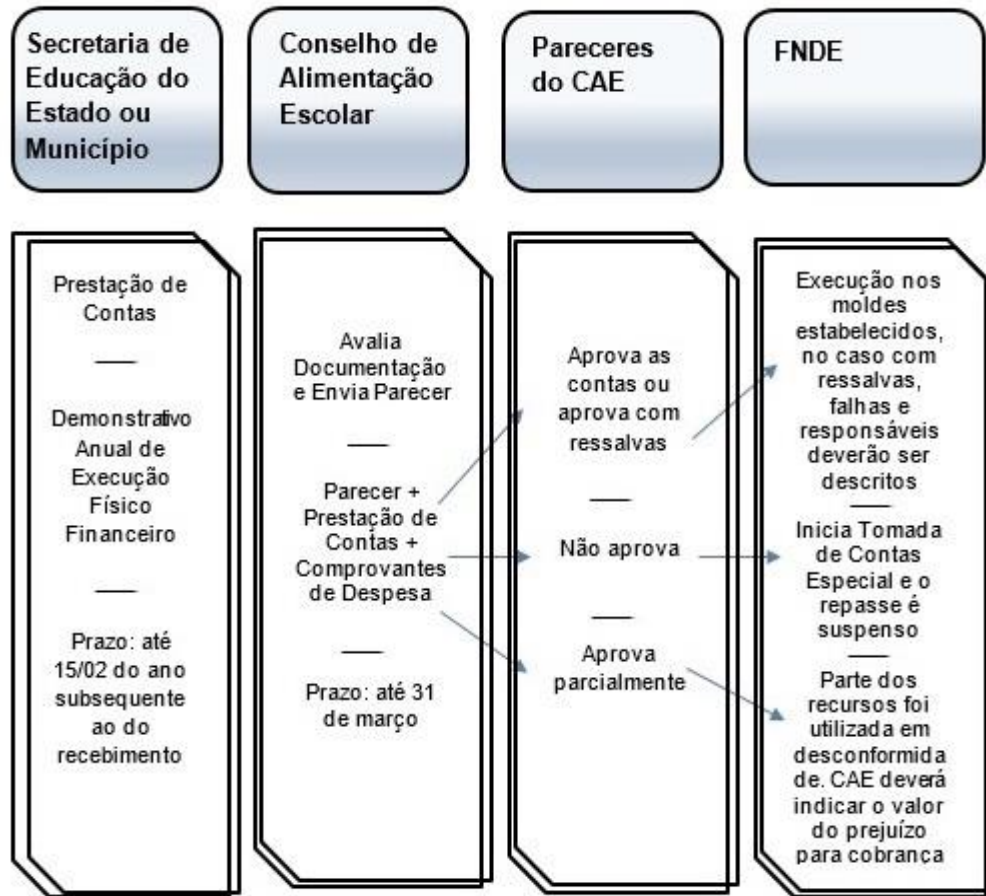 Secretaria de
Educação do
Estado ou
Município
Conselho de
Alimentação
Escolar
Pareceres
do CAE
FNDE
Prestação de
Contas
Demonstrativo
Anual de
Execução
Físico
Financeiro
Prazo: até
15/02 do ano
subsequente
ao do
recebimento
Avalia
Documentação
e Envia Parecer
Parecer +
Prestação de
Contas +
Comprovantes
de Despesa
Prazo: até 31
de março
Aprova as
contas ou
aprova com
ressalvas
Não aprova
Aprova
parcialmente
Execução nos
moldes
estabelecidos,
no caso com
ressalvas,
falhas e
responsáveis
deverão ser
descritos
Inicia Tomada
de Contas
Especial e o
repasse é
suspenso
Parte dos
recursos foi
utilizada em
desconformida
de. CAE deverá
indicar o valor
do prejuízo
para cobrança